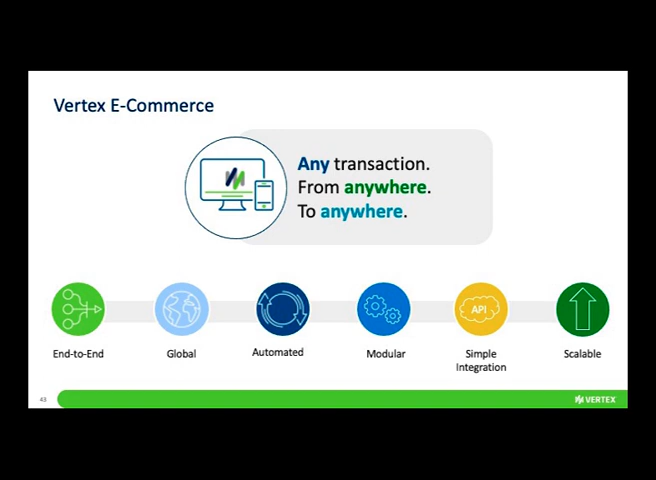 Vertex E-Commerce
Any transaction.
From anywhere.
To anywhere.
API
End-to-End
Global
Automated
Modular
Simple
Integration
Scalable
43
VERTEX